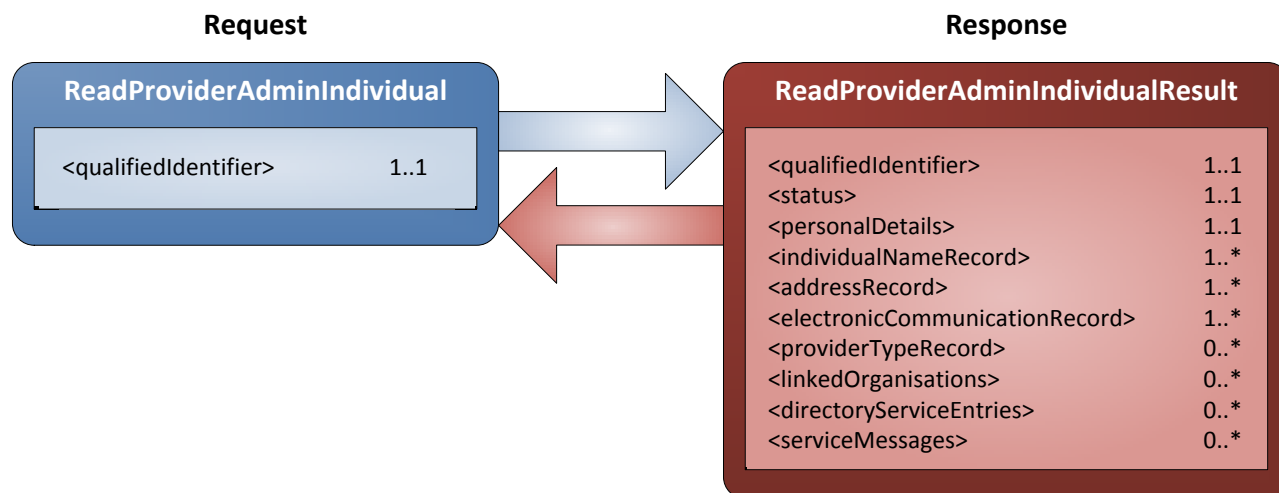 Request
Response
ReadProviderAdminIndividual
<qualifiedIdentifier> 1..1
ReadProviderAdminIndividualResult
<qualifiedIdentifier> 1..1
<status> 1..1
<personalDetails> 1..1
<individualNameRecord> 1..*
<addressRecord> 1..*
<electronicCommunicationRecord> 1..*
<providerTypeRecord> 0..*
<linkedOrganisations> 0..*
<directoryServiceEntries> 0..*
<serviceMessages> 0..*